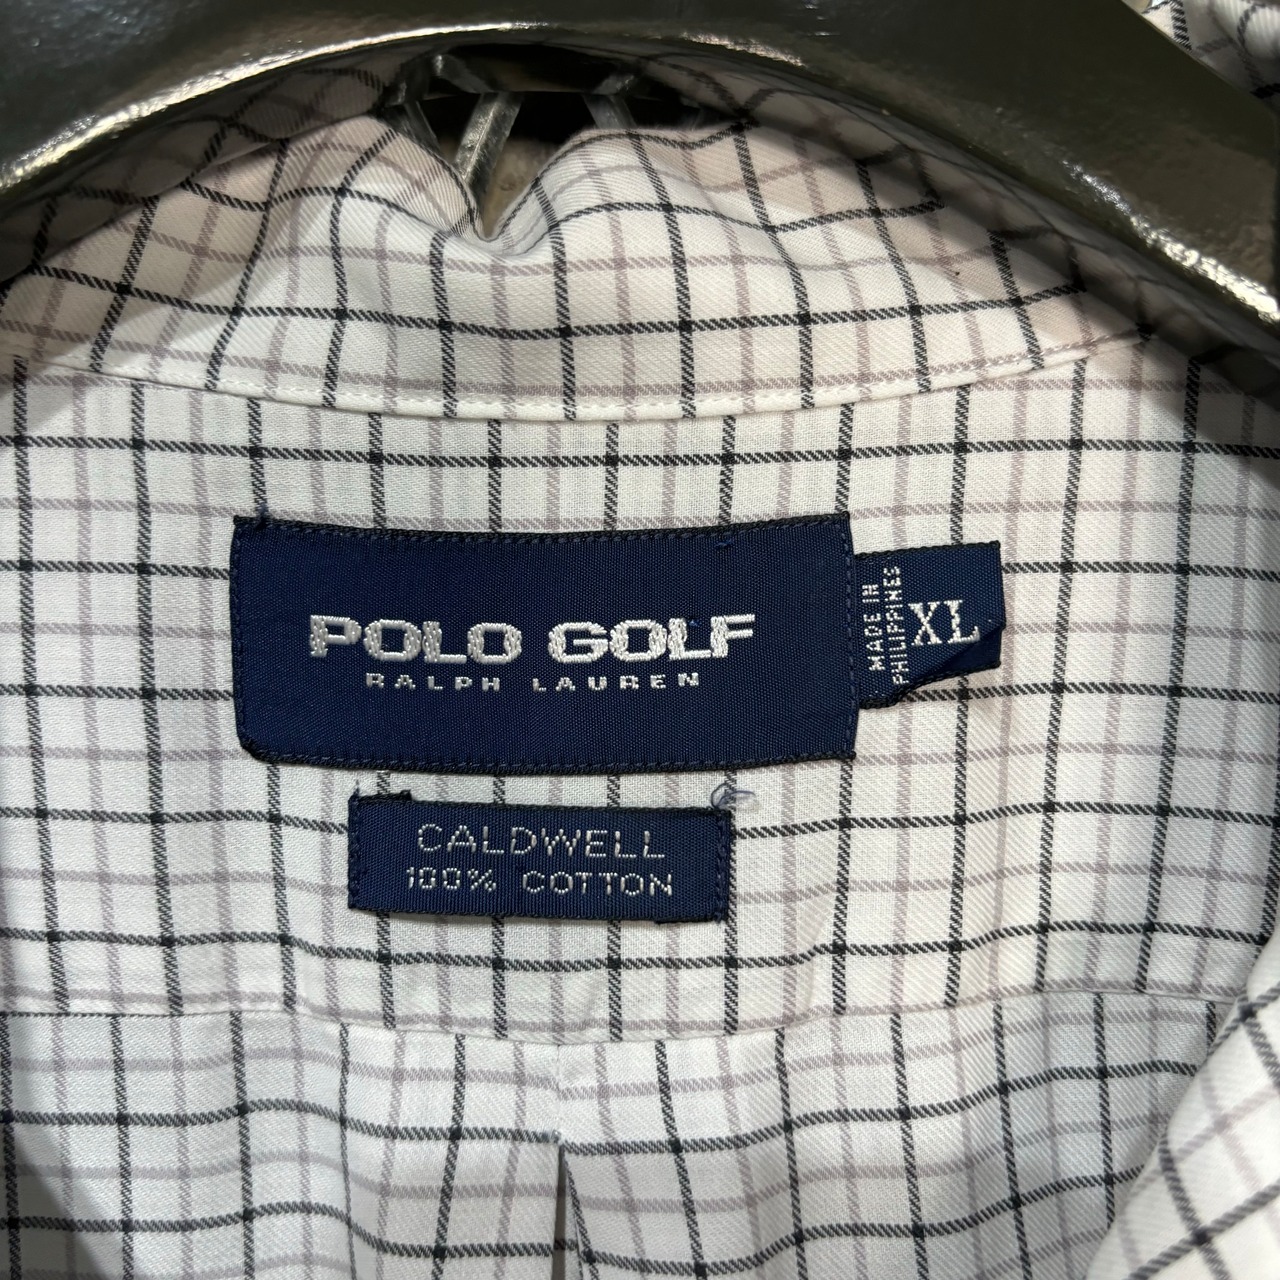 POLO GOLF
RALPH LAUREN
MADE IN
PHILIPPINES
XL
CALDWELL
100% COTTON